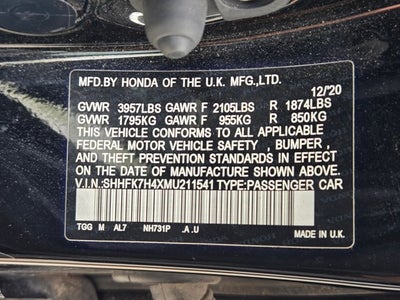 MFD.BY HONDA OF THE U.K. MFG.,LTD.
12/'20
GVWR 3957LBS GAWR F 2105LBS R 1874LBS
GVWR 1795KG GAWR F 955KG R 850KG
THIS VEHICLE CONFORMS TO ALL APPLICABLE
FEDERAL MOTOR VEHICLE SAFETY , BUMPER ,
AND THEFT PREVENTION STANDARDS IN EFFECT
ON THE DATE OF MANUFACTURE SHOWN ABOVE.
V.I.N:SHHFK7H4XMU211541 TYPE:PASSENGER CAR
TGG M AL7 NH731P .A .U
MADE IN U.K.